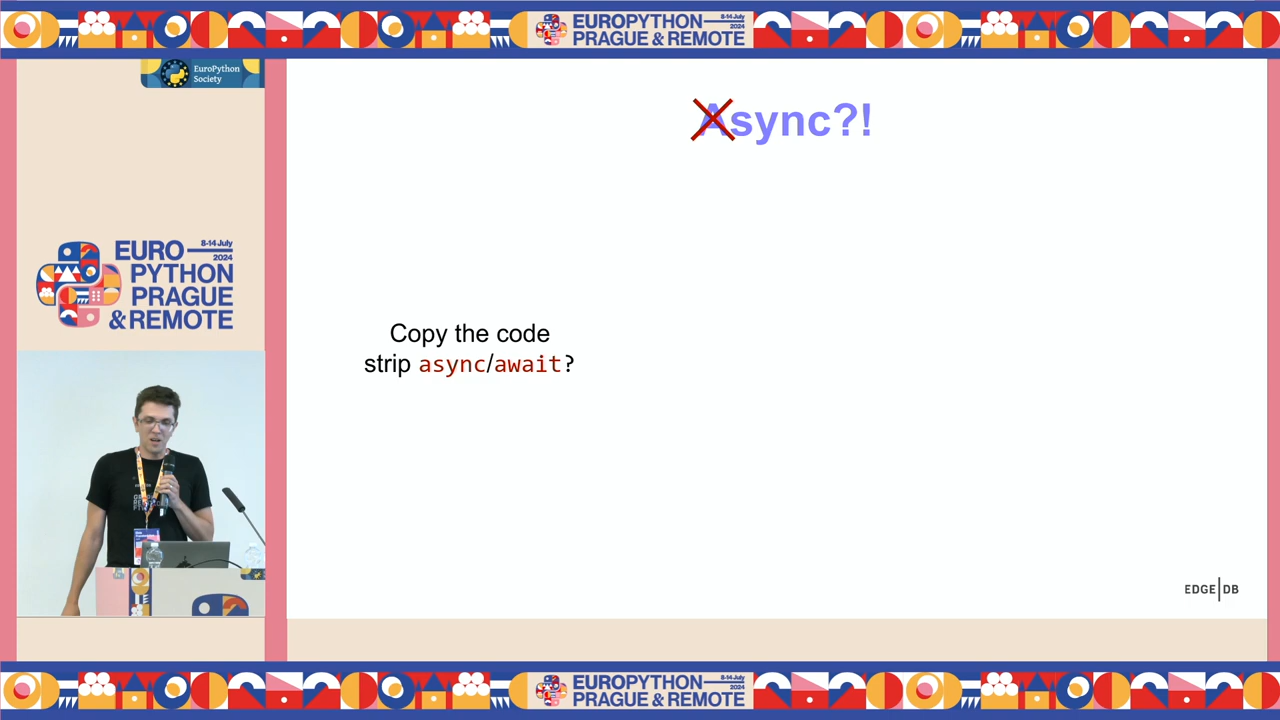 EUROPYTHON
8-14 July
2024
PRAGUE & REMOTE
EuroPython
Society
Async?!
EURO
8-14 July
2024
PYTHON
PRAGUE
& REMOTE
Copy the code
strip async/await?
EDGE|DB
EUROPYTHON
8-14 July
2024
PRAGUE & REMOTE